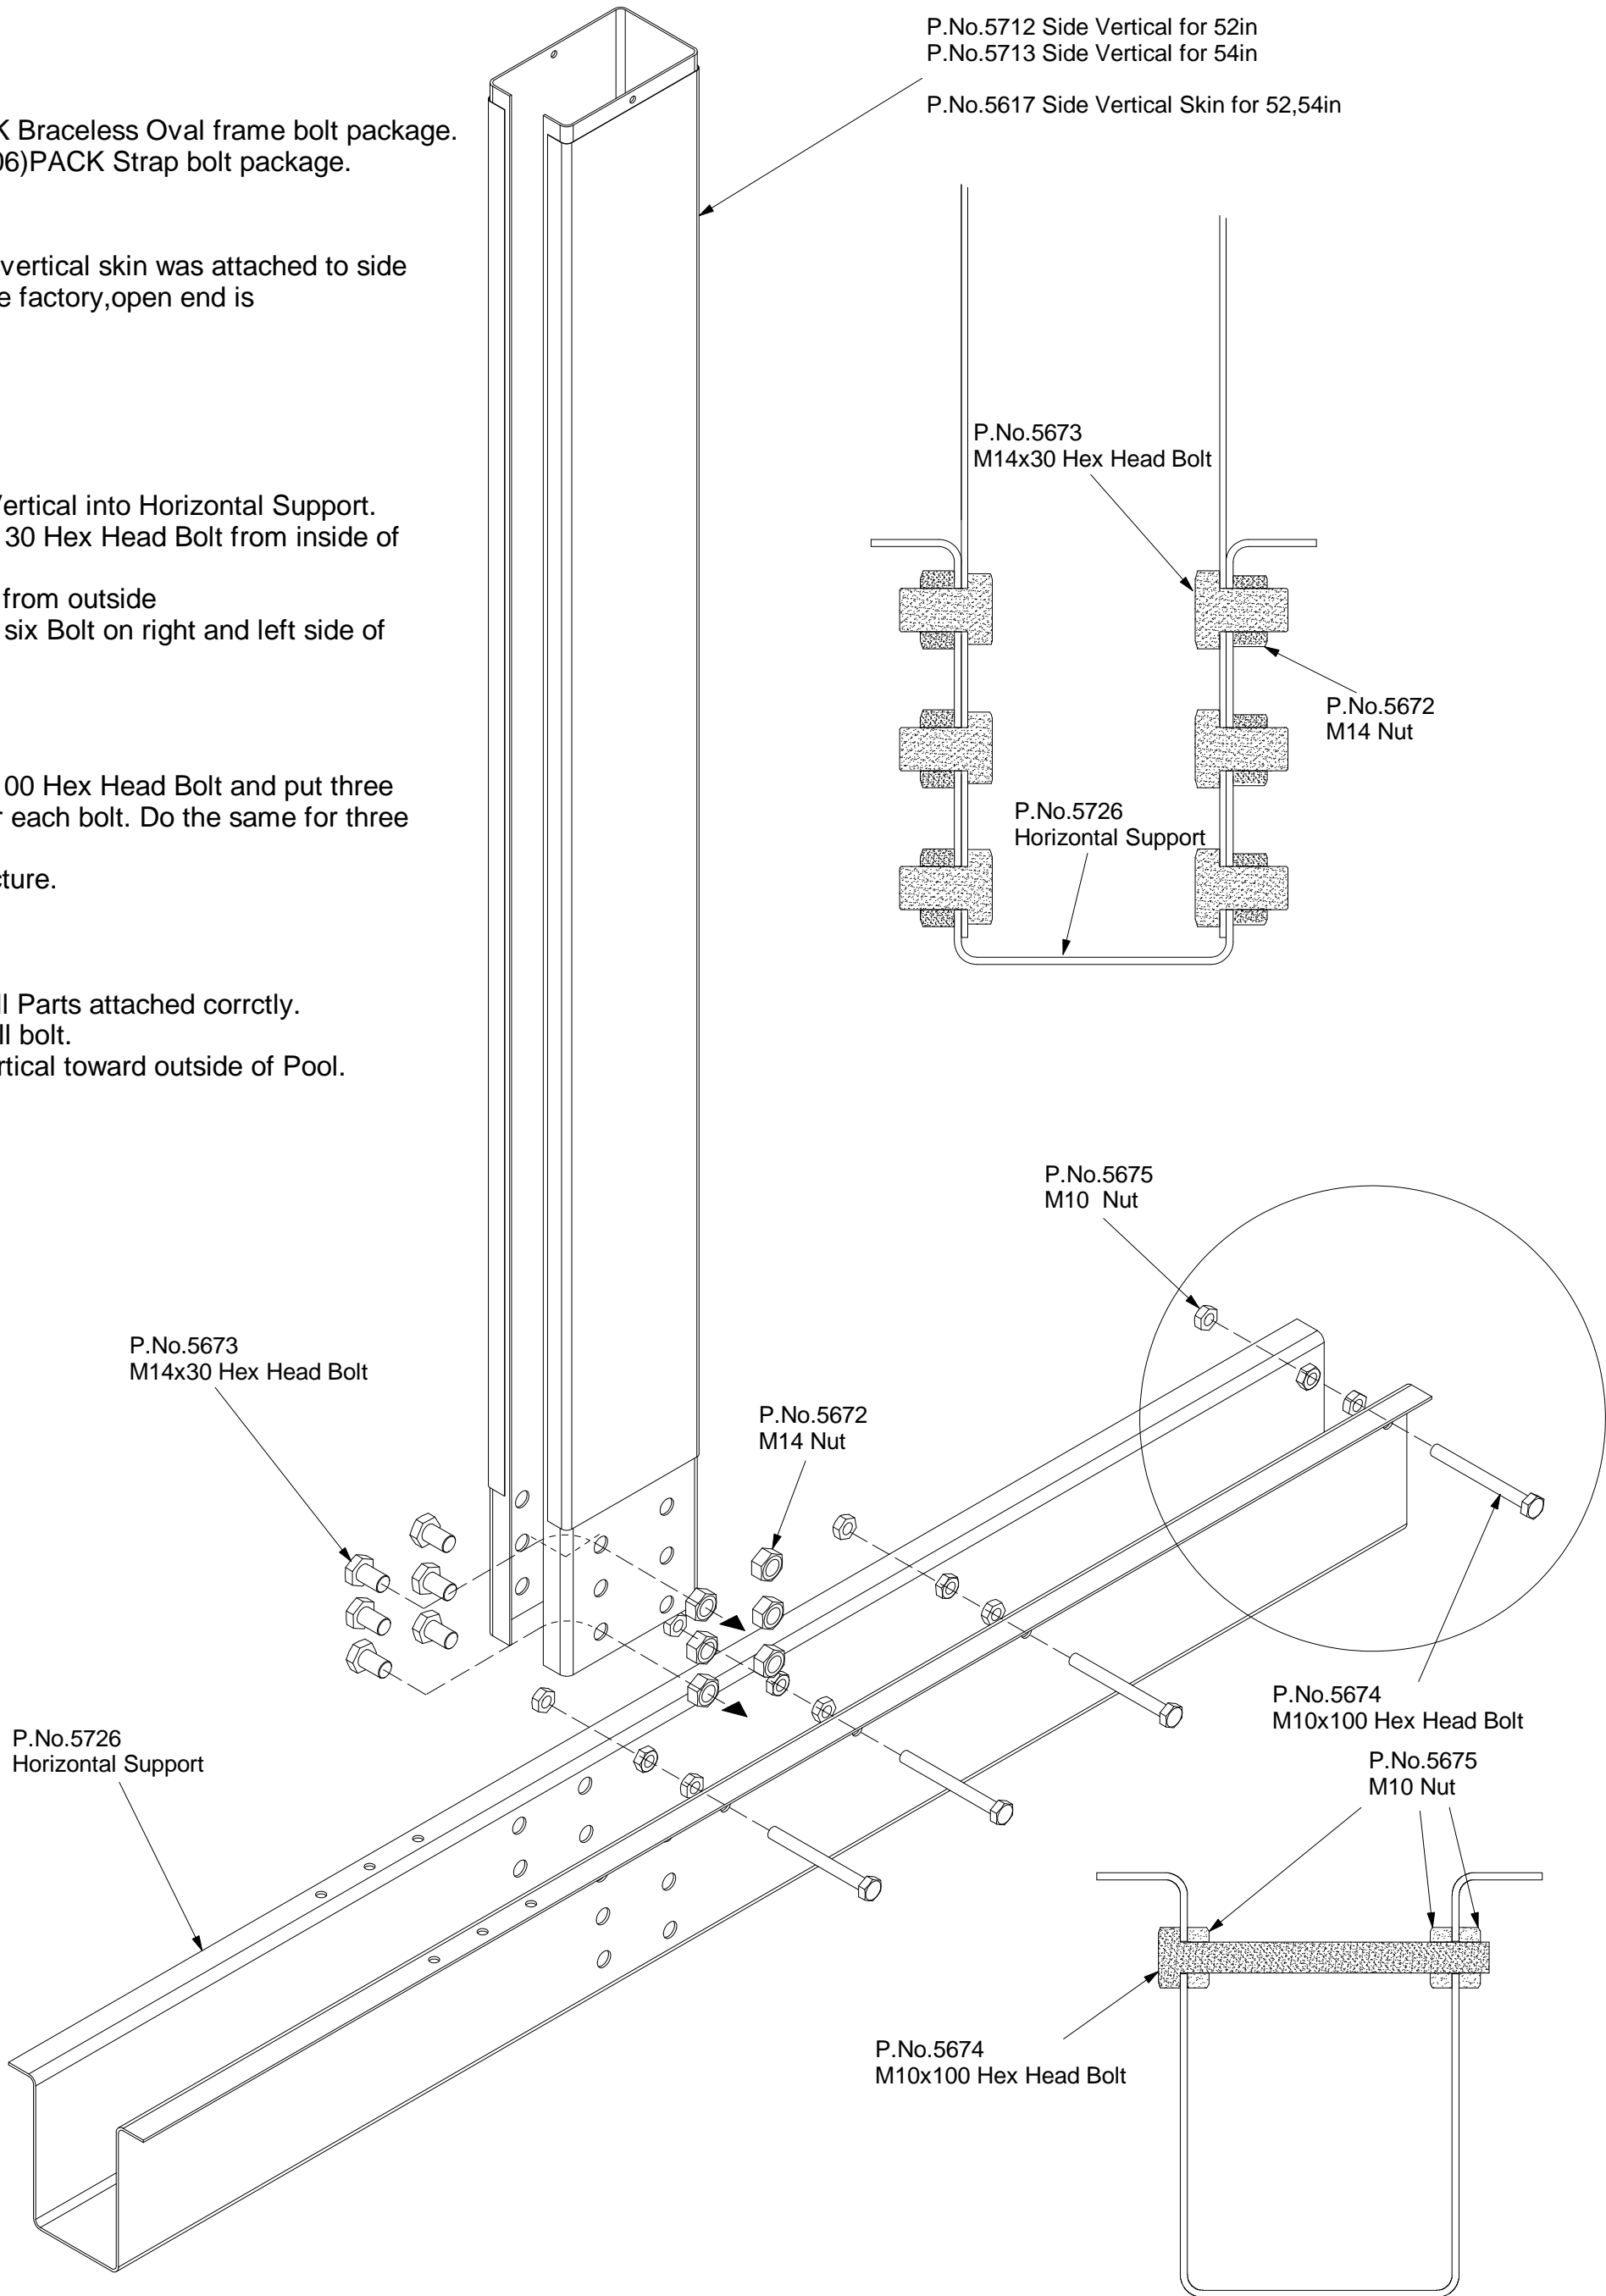 P.No.5712 Side Vertical for 52in
P.No.5713 Side Vertical for 54in
P.No.5617 Side Vertical Skin for 52,54in
K Braceless Oval frame bolt package.
06)PACK Strap bolt package.
vertical skin was attached to side
e factory,open end is
Vertical into Horizontal Support.
30 Hex Head Bolt from inside of
from outside
six Bolt on right and left side of
00 Hex Head Bolt and put three
r each bolt. Do the same for three
cture.
ll Parts attached corrctly.
ll bolt.
rtical toward outside of Pool.
P.No.5673
M14x30 Hex Head Bolt
P.No.5672
M14 Nut
P.No.5726
Horizontal Support
P.No.5675
M10 Nut
P.No.5673
M14x30 Hex Head Bolt
P.No.5672
M14 Nut
P.No.5674
M10x100 Hex Head Bolt
P.No.5726
Horizontal Support
P.No.5675
M10 Nut
P.No.5674
M10x100 Hex Head Bolt